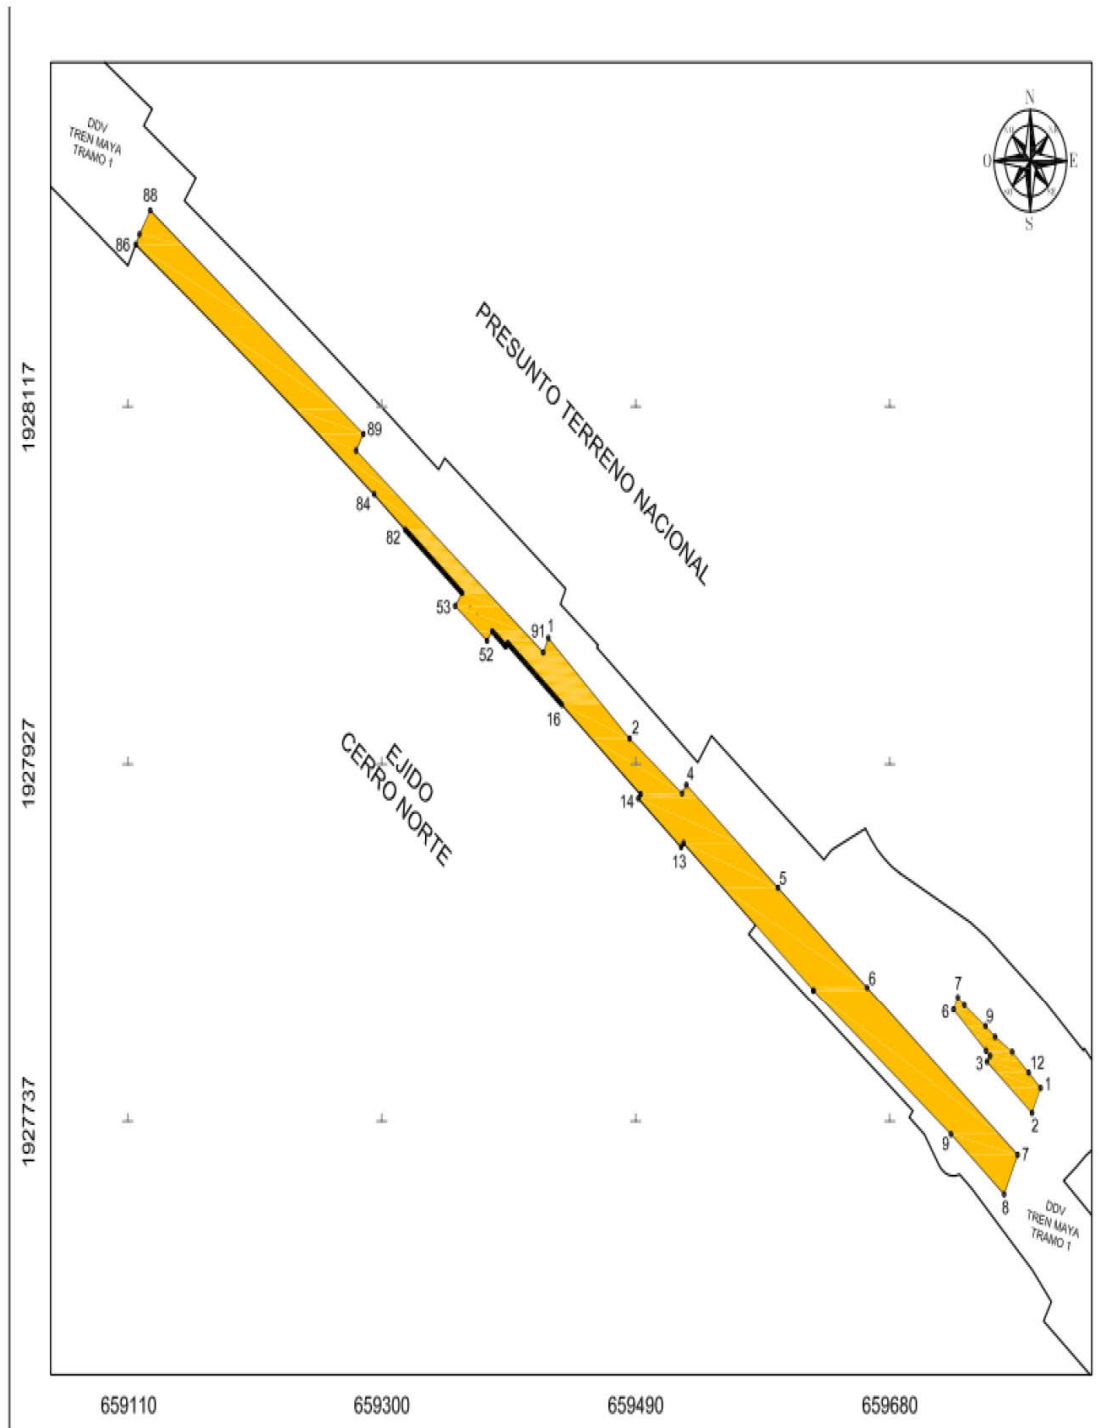 DDV
TREN MAYA
TRAMO 1
N
O
E
S
88
86
PRESUNTO TERRENO NACIONAL
1928117
89
84
82
53
52
91
1
16
2
EJIDO
CERRO NORTE
1927927
4
14
13
5
6
7
6
9
3
12
1
2
1927737
9
7
8
DDV
TREN MAYA
TRAMO 1
659110
659300
659490
659680